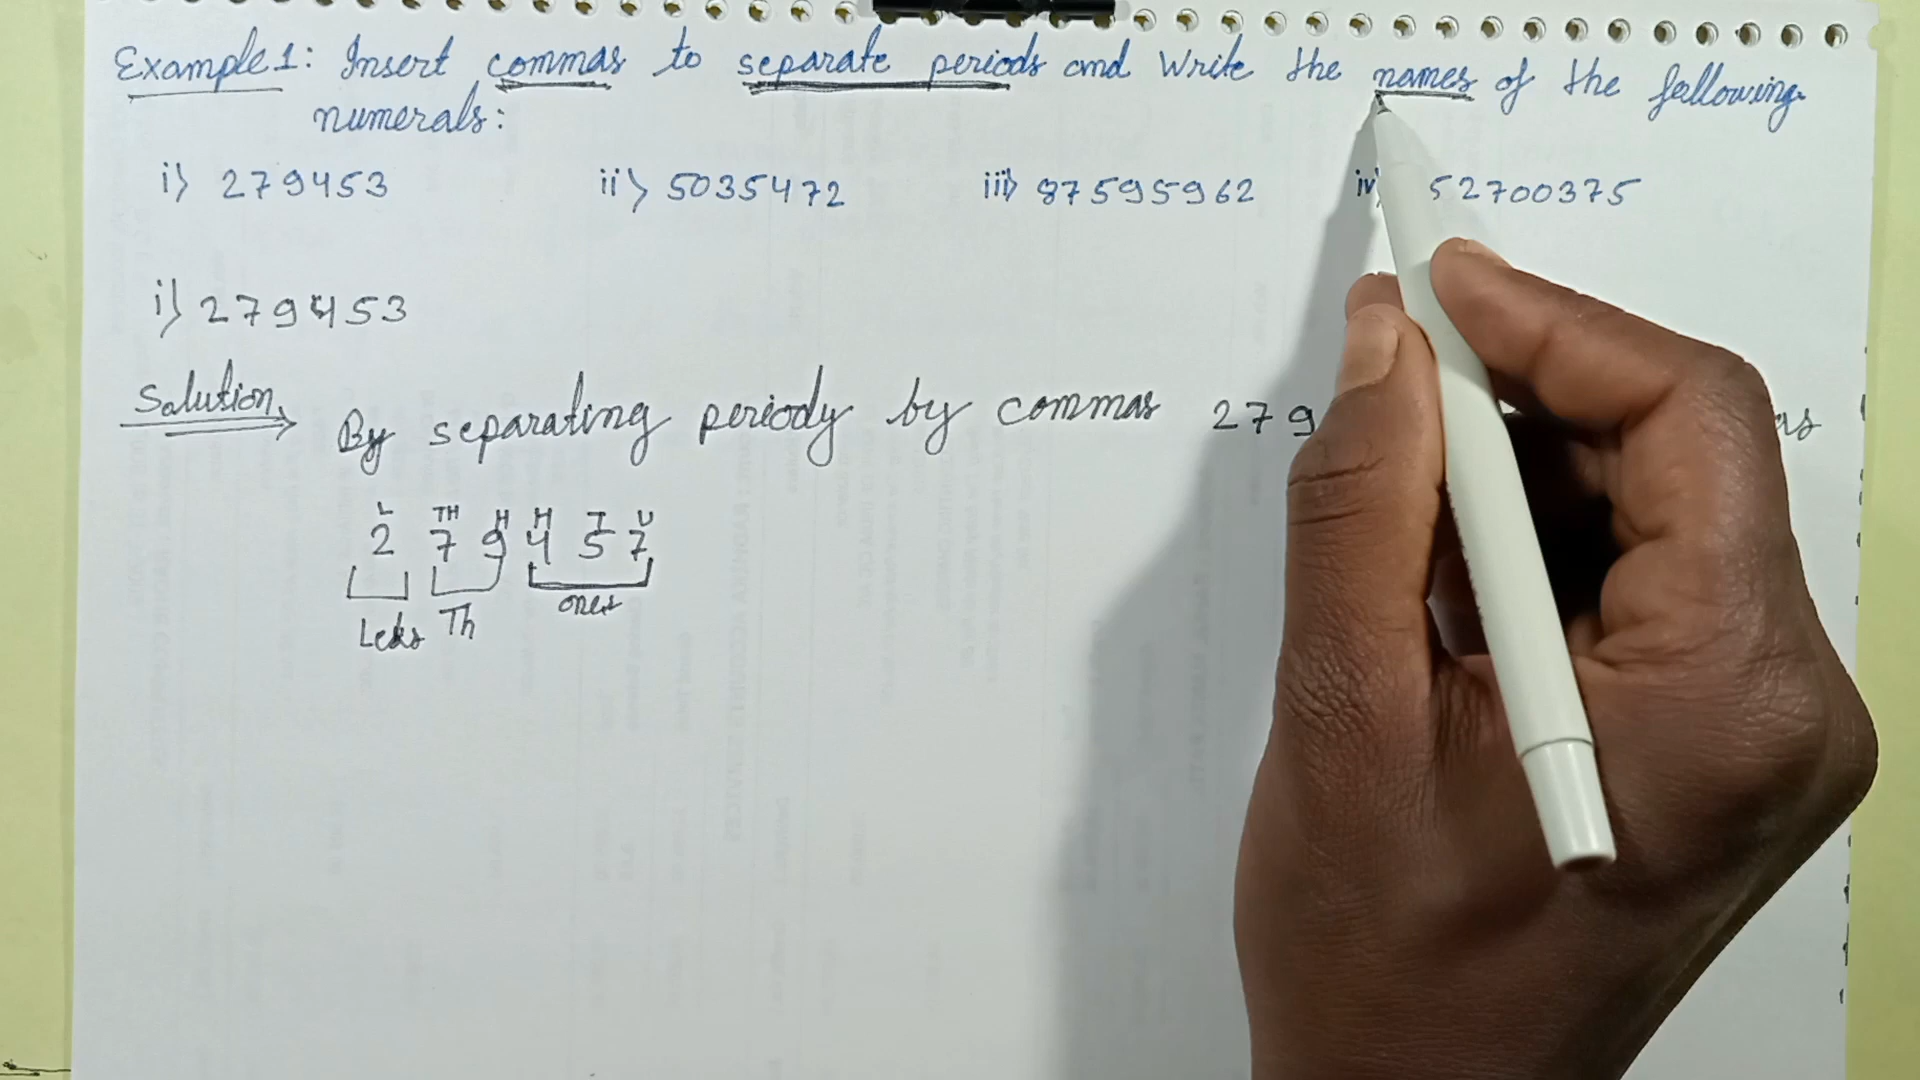 Example 1: Insert commas to separate periods and write the names of the following
numerals:
i) 279453 ii) 5035472 iii) 87595962 iv) 52700375
i) 279453
Solution By separating periody by commas 279 as
L TH H H T U
2 7 9 4 5 7
Th ones